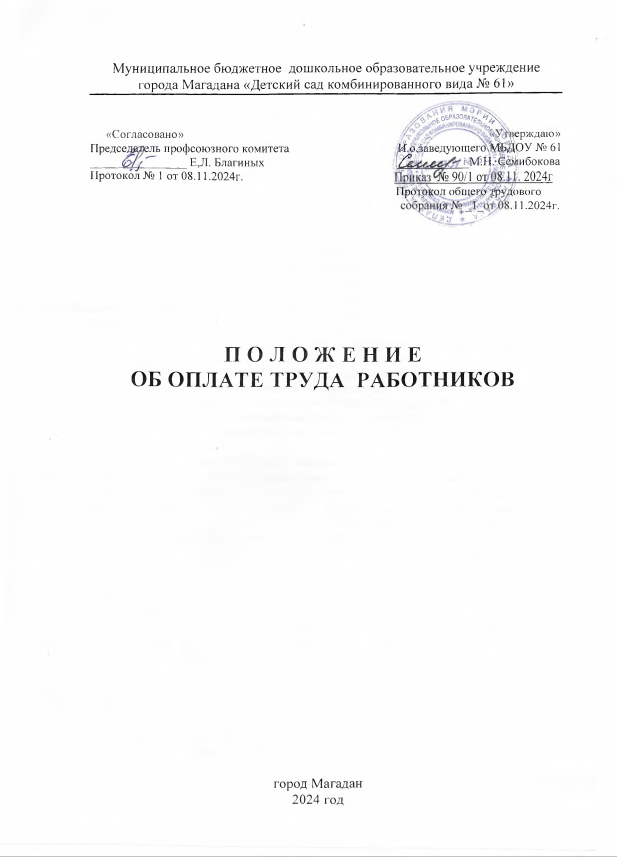 Муниципальное бюджетное дошкольное образовательное учреждение
города Магадана «Детский сад комбинированного вида № 61»
«Согласовано»
Председатель профсоюзного комитета
Е.Л. Благиных
Протокол № 1 от 08.11.2024г.
«Утверждаю»
И.о.заведующего МБДОУ № 61
М.Н. Семибокова
Приказ № 90/1 от 08.11. 2024г
Протокол общего трудового
собрания № 1 от 08.11.2024г.
П О Л О Ж Е Н И Е
ОБ ОПЛАТЕ ТРУДА РАБОТНИКОВ
город Магадан
2024 год